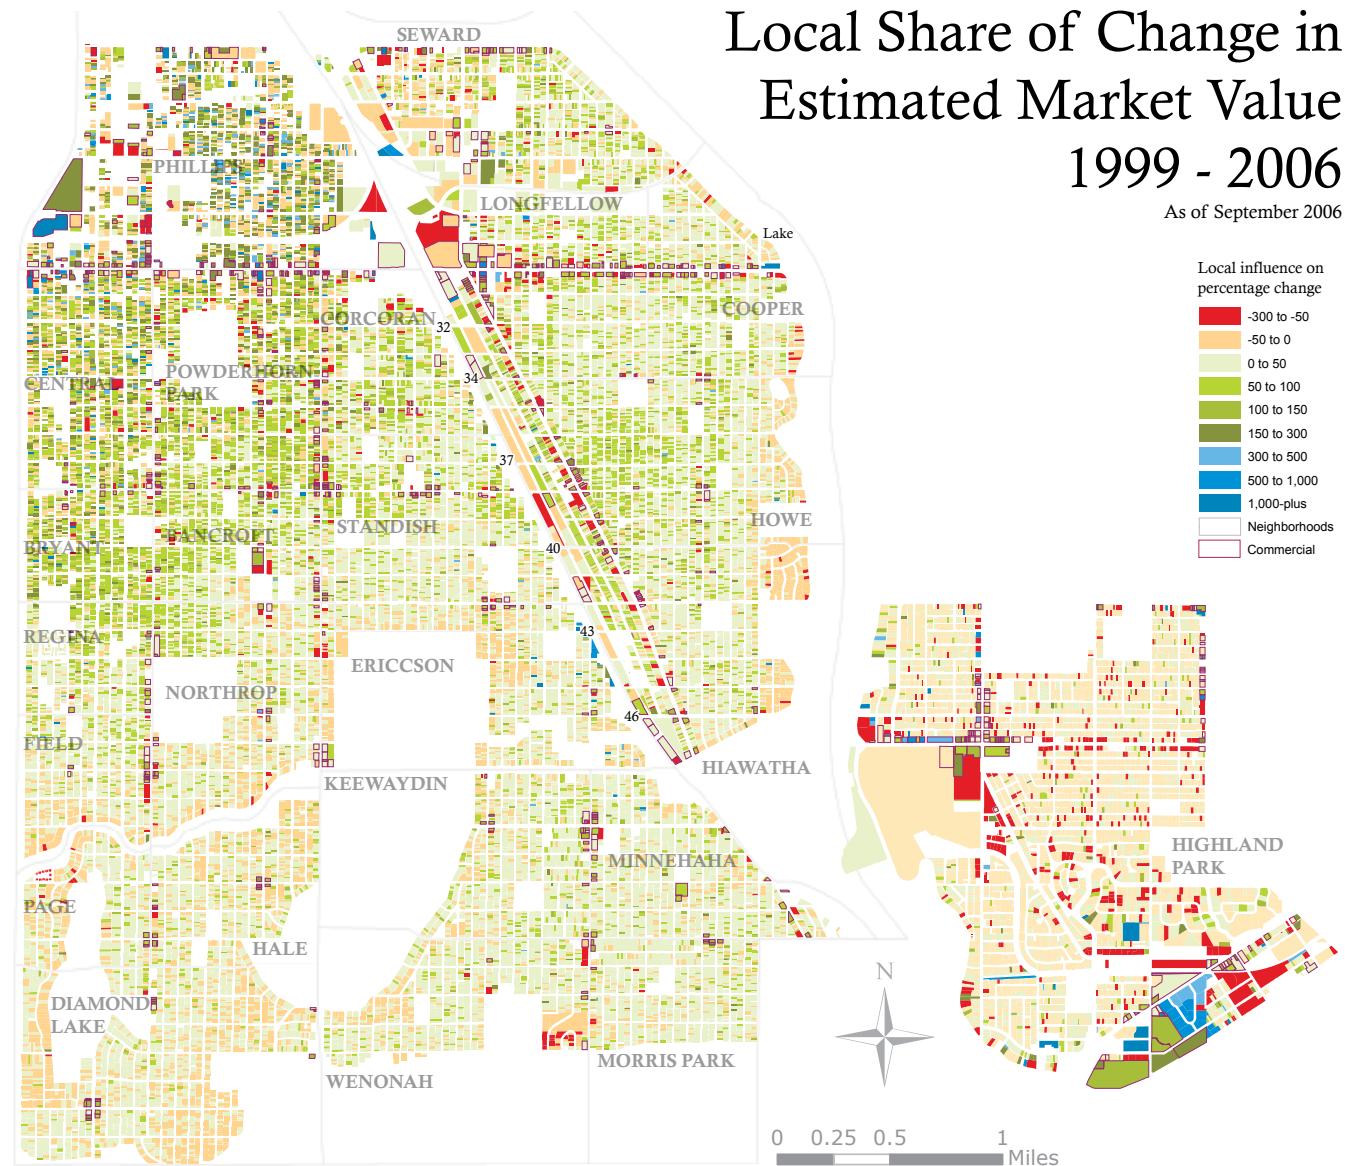 Local Share of Change in
Estimated Market Value
1999 - 2006
As of September 2006
Local influence on
percentage change
-300 to -50
-50 to 0
0 to 50
50 to 100
100 to 150
150 to 300
300 to 500
500 to 1,000
1,000-plus
Neighborhoods
Commercial
SEWARD
PHILLIPS
LONGFELLOW
Lake
COOPER
CORCORAN
32
CENTRAL
POWDERHORN
PARK
34
37
HOWE
STANDISH
BANCROFT
BRYANT
40
REGINA
43
ERICCSON
NORTHROP
46
FIELD
HIAWATHA
KEEWAYDIN
MINNEHAHA
HIGHLAND
PARK
PAGE
HALE
DIAMOND
LAKE
MORRIS PARK
WENONAH
N
0 0.25 0.5 1
Miles